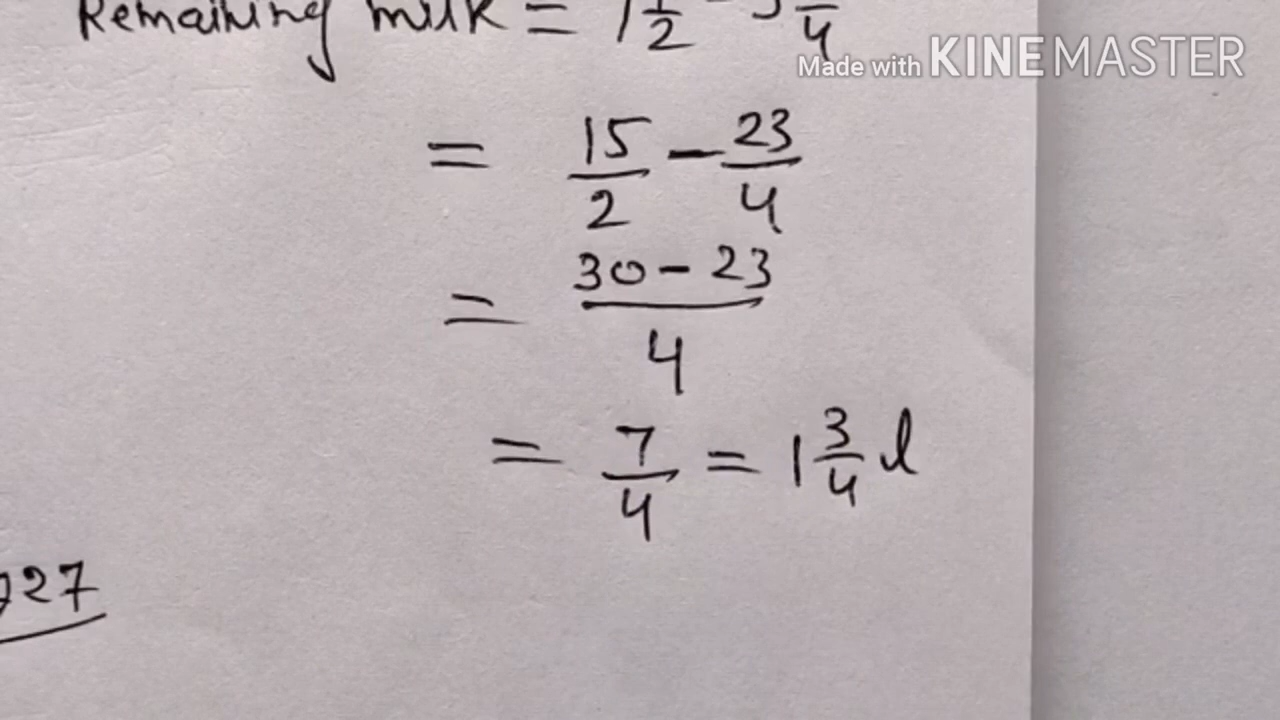 Remaining milk = 7 1/2 - 5 3/4
Made with KINEMASTER
= 15/2 - 23/4
= 30 - 23 / 4
= 7/4 = 1 3/4 l
27